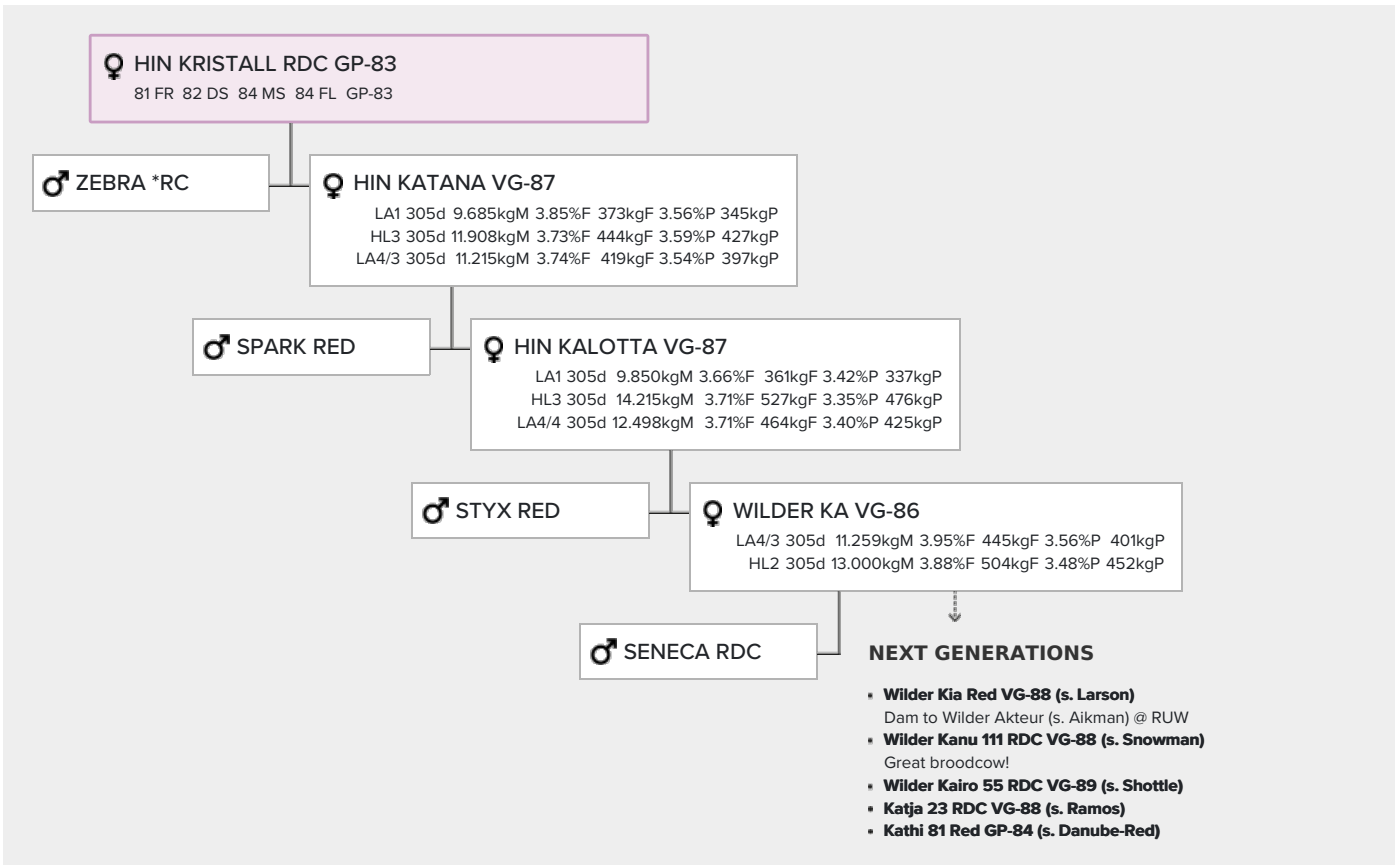 HIN KRISTALL RDC GP-83
81 FR 82 DS 84 MS 84 FL GP-83
ZEBRA *RC
HIN KATANA VG-87
LA1 305d 9.685kgM 3.85%F 373kgF 3.56%P 345kgP
HL3 305d 11.908kgM 3.73%F 444kgF 3.59%P 427kgP
LA4/3 305d 11.215kgM 3.74%F 419kgF 3.54%P 397kgP
SPARK RED
HIN KALOTTA VG-87
LA1 305d 9.850kgM 3.66%F 361kgF 3.42%P 337kgP
HL3 305d 14.215kgM 3.71%F 527kgF 3.35%P 476kgP
LA4/4 305d 12.498kgM 3.71%F 464kgF 3.40%P 425kgP
STYX RED
WILDER KA VG-86
LA4/3 305d 11.259kgM 3.95%F 445kgF 3.56%P 401kgP
HL2 305d 13.000kgM 3.88%F 504kgF 3.48%P 452kgP
SENECA RDC
NEXT GENERATIONS
• Wilder Kia Red VG-88 (s. Larson)
Dam to Wilder Akteur (s. Aikman) @ RUW
• Wilder Kanu 111 RDC VG-88 (s. Snowman)
Great broodcow!
• Wilder Kairo 55 RDC VG-89 (s. Shottle)
• Katja 23 RDC VG-88 (s. Ramos)
• Kathi 81 Red GP-84 (s. Danube-Red)